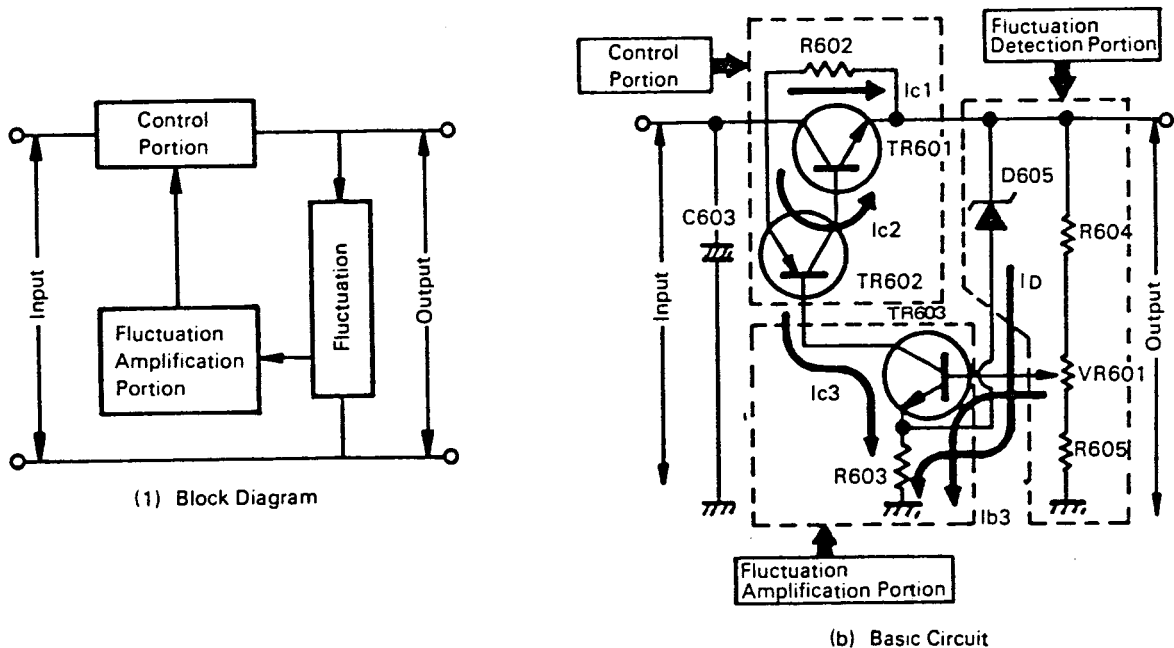 Control
Portion
Input
Fluctuation
Output
Fluctuation
Amplification
Portion
(1) Block Diagram
Control
Portion
R602
Ic1
Fluctuation
Detection Portion
TR601
D605
C603
Ic2
R604
TR602
ID
Input
Output
TR603
VR601
Ic3
R603
R605
Ib3
Fluctuation
Amplification Portion
(b) Basic Circuit